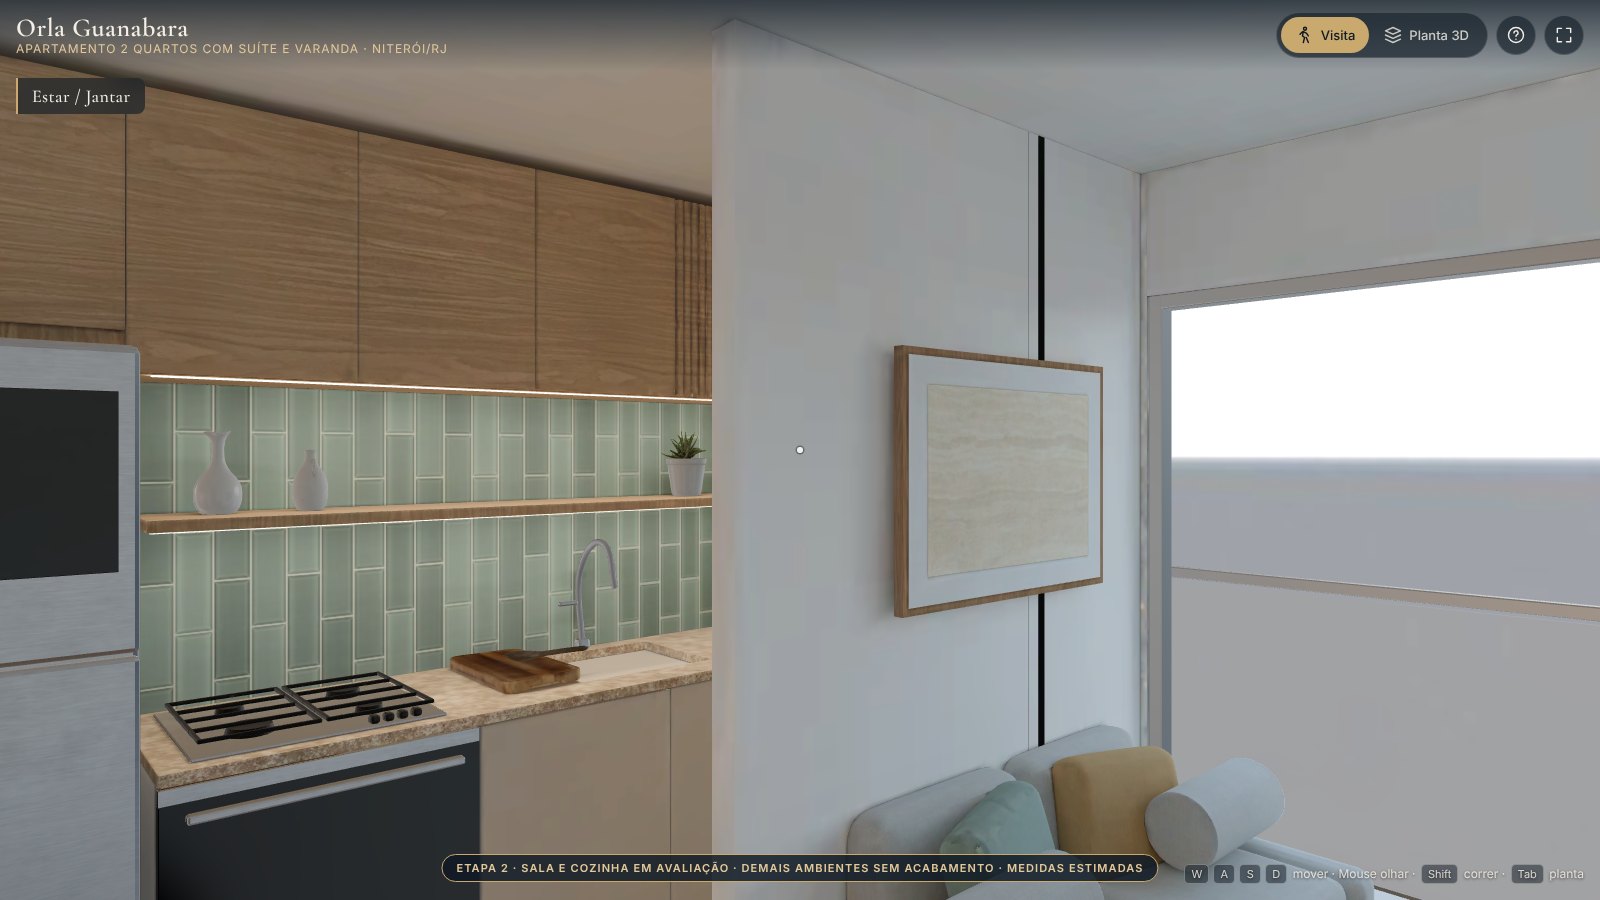 Orla Guanabara
APARTAMENTO 2 QUARTOS COM SUÍTE E VARANDA · NITERÓI/RJ
Visita
Planta 3D
Estar / Jantar
ETAPA 2 · SALA E COZINHA EM AVALIAÇÃO · DEMAIS AMBIENTES SEM ACABAMENTO · MEDIDAS ESTIMADAS
W A S D mover · Mouse olhar · Shift correr · Tab planta